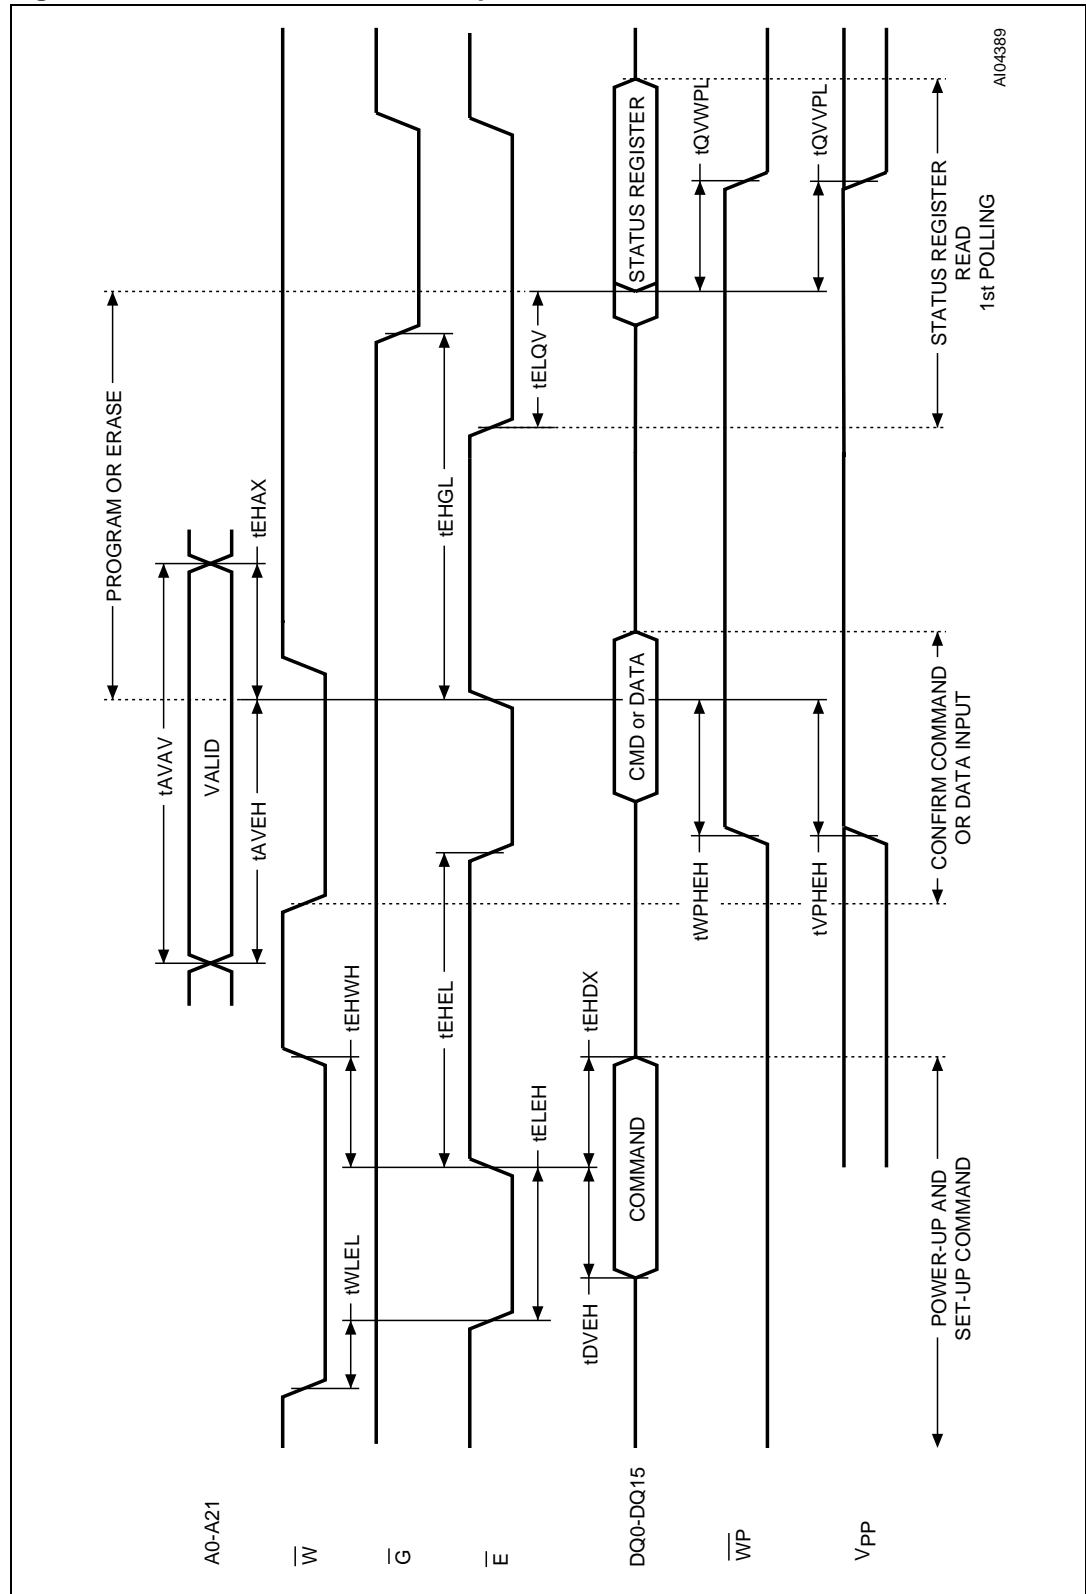 PROGRAM OR ERASE
tAVAV
A0-A21 VALID
tAVEH tEHAX
W̅
tWLEL tEHWH
G̅
tEHEL tEHGL
E̅
tELEH tELQV
tDVEH tEHDX
DQ0-DQ15 COMMAND CMD or DATA STATUS REGISTER
tWPHEH tQVWPL
W̅P̅
tVPHEH tQVVPL
VPP
POWER-UP AND
SET-UP COMMAND
CONFIRM COMMAND
OR DATA INPUT
STATUS REGISTER
READ
1st POLLING
AI04389